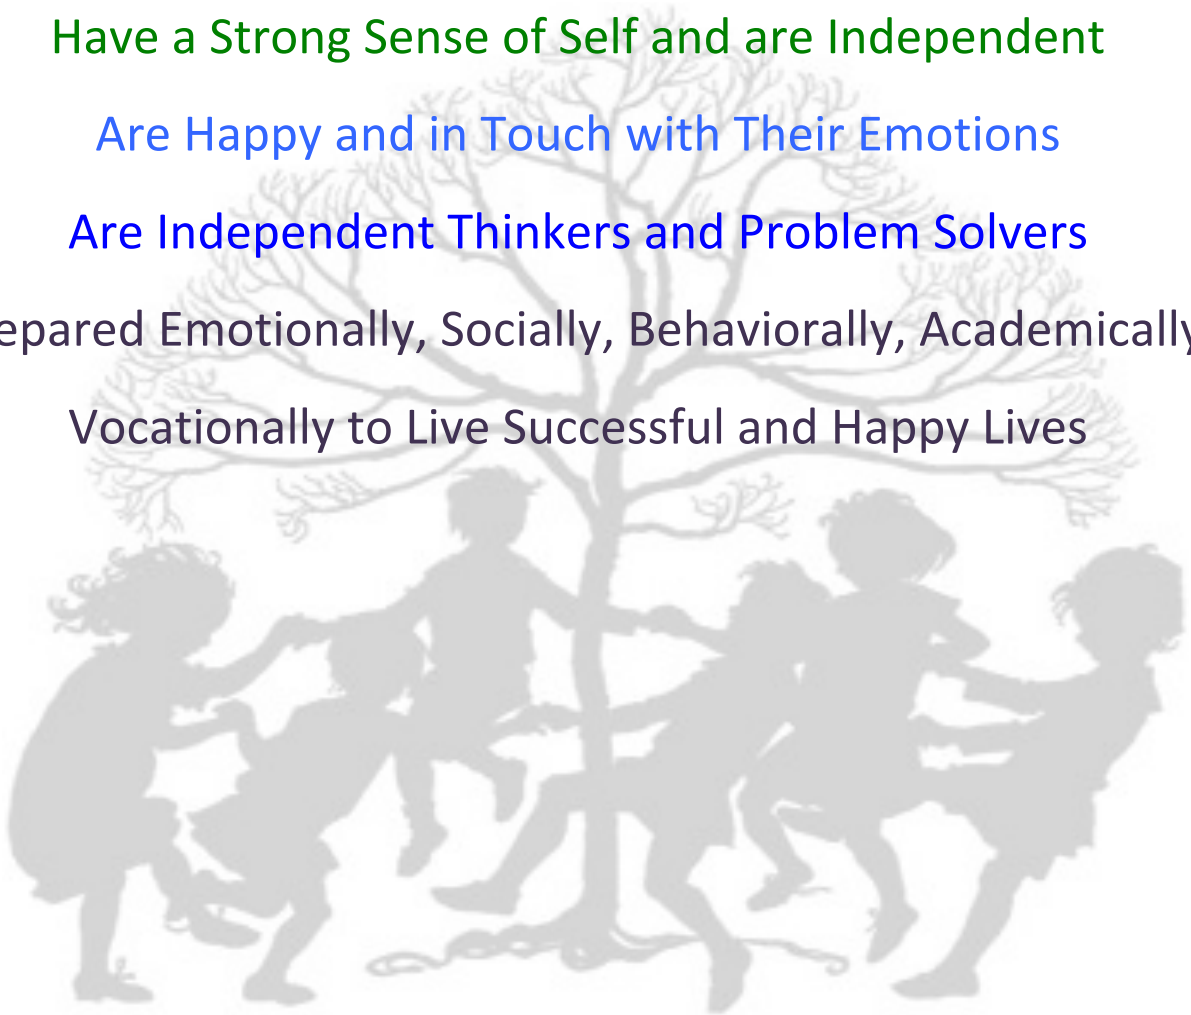 Have a Strong Sense of Self and are Independent
Are Happy and in Touch with Their Emotions
Are Independent Thinkers and Problem Solvers
epared Emotionally, Socially, Behaviorally, Academically
Vocationally to Live Successful and Happy Lives